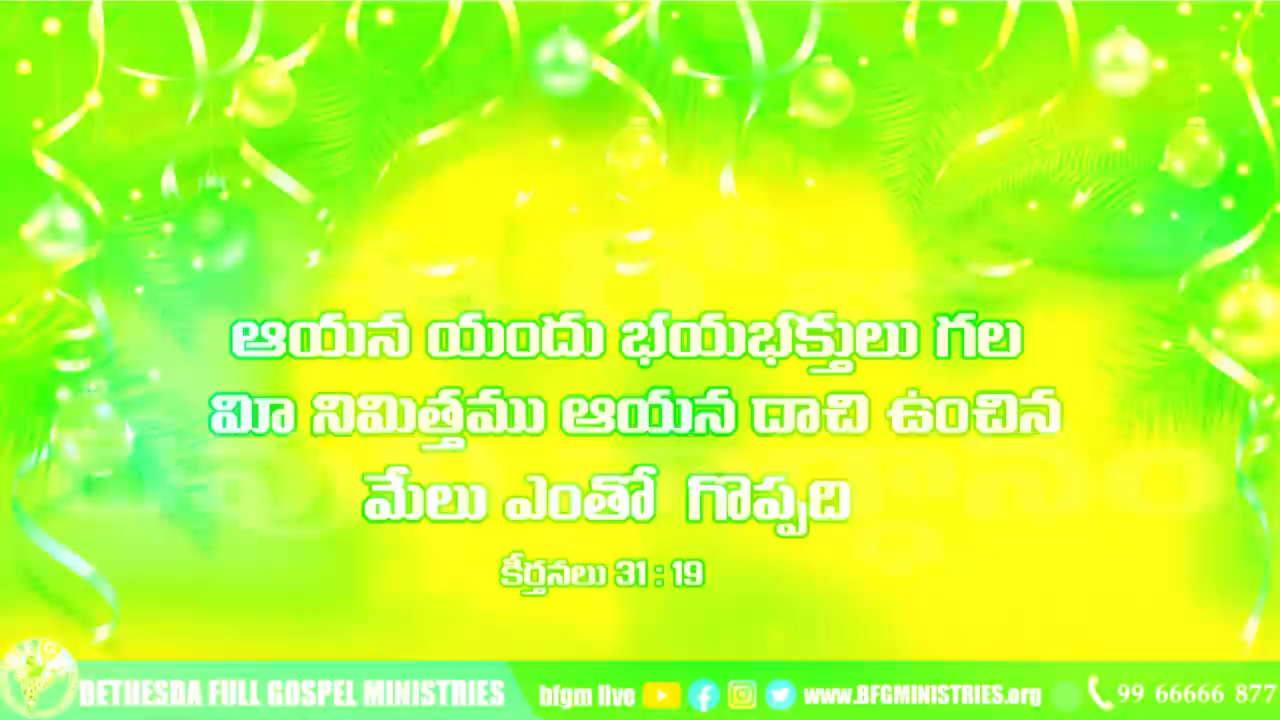 ఆయన యందు భయభక్తులు గల
మీ నిమిత్తము ఆయన దాచి ఉంచిన
మేలు ఎంతో గొప్పది
కీర్తనలు 31 : 19
BETHESDA FULL GOSPEL MINISTRIES bfgm live www.BFGMINISTRIES.org 99 66666 877